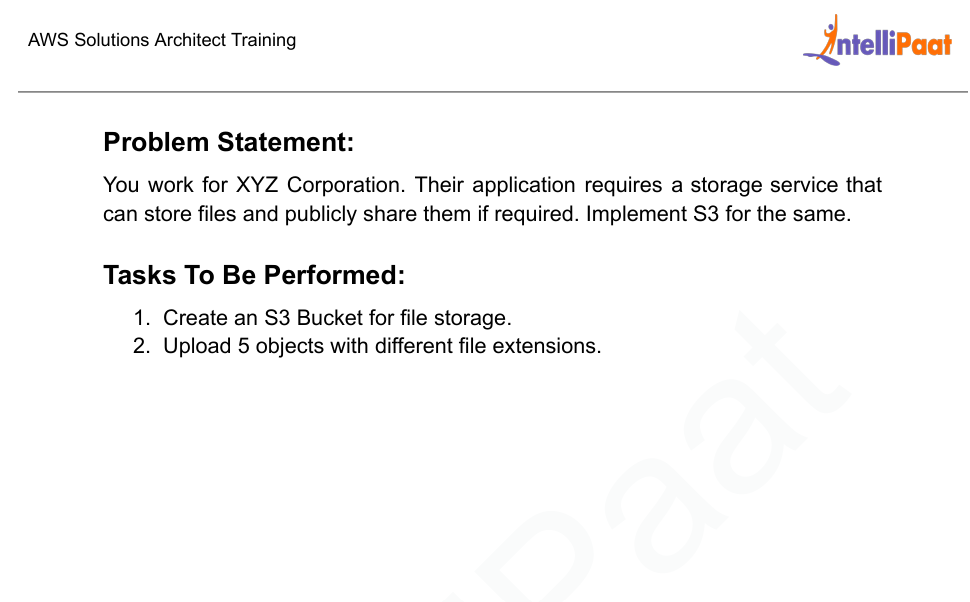 AWS Solutions Architect Training
IntelliPaat
Problem Statement:
You work for XYZ Corporation. Their application requires a storage service that
can store files and publicly share them if required. Implement S3 for the same.
Tasks To Be Performed:
1. Create an S3 Bucket for file storage.
2. Upload 5 objects with different file extensions.
lPaat